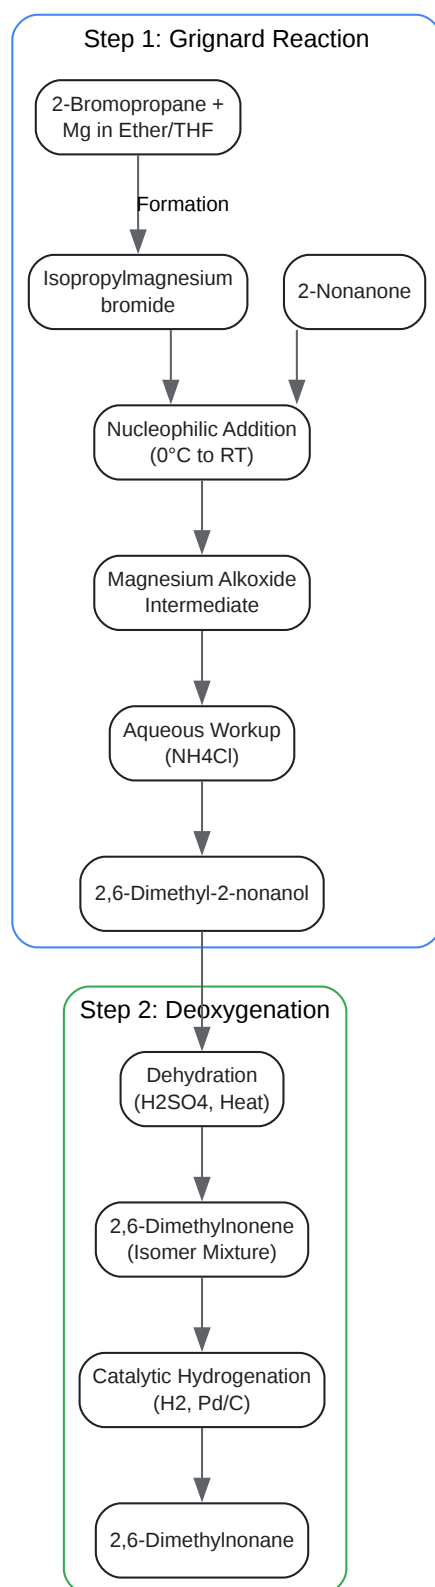 Step 1: Grignard Reaction
2-Bromopropane +
Mg in Ether/THF
Formation
Isopropylmagnesium
bromide
2-Nonanone
Nucleophilic Addition
(0°C to RT)
Magnesium Alkoxide
Intermediate
Aqueous Workup
(NH4Cl)
2,6-Dimethyl-2-nonanol
Step 2: Deoxygenation
Dehydration
(H2SO4, Heat)
2,6-Dimethylnonene
(Isomer Mixture)
Catalytic Hydrogenation
(H2, Pd/C)
2,6-Dimethylnonane